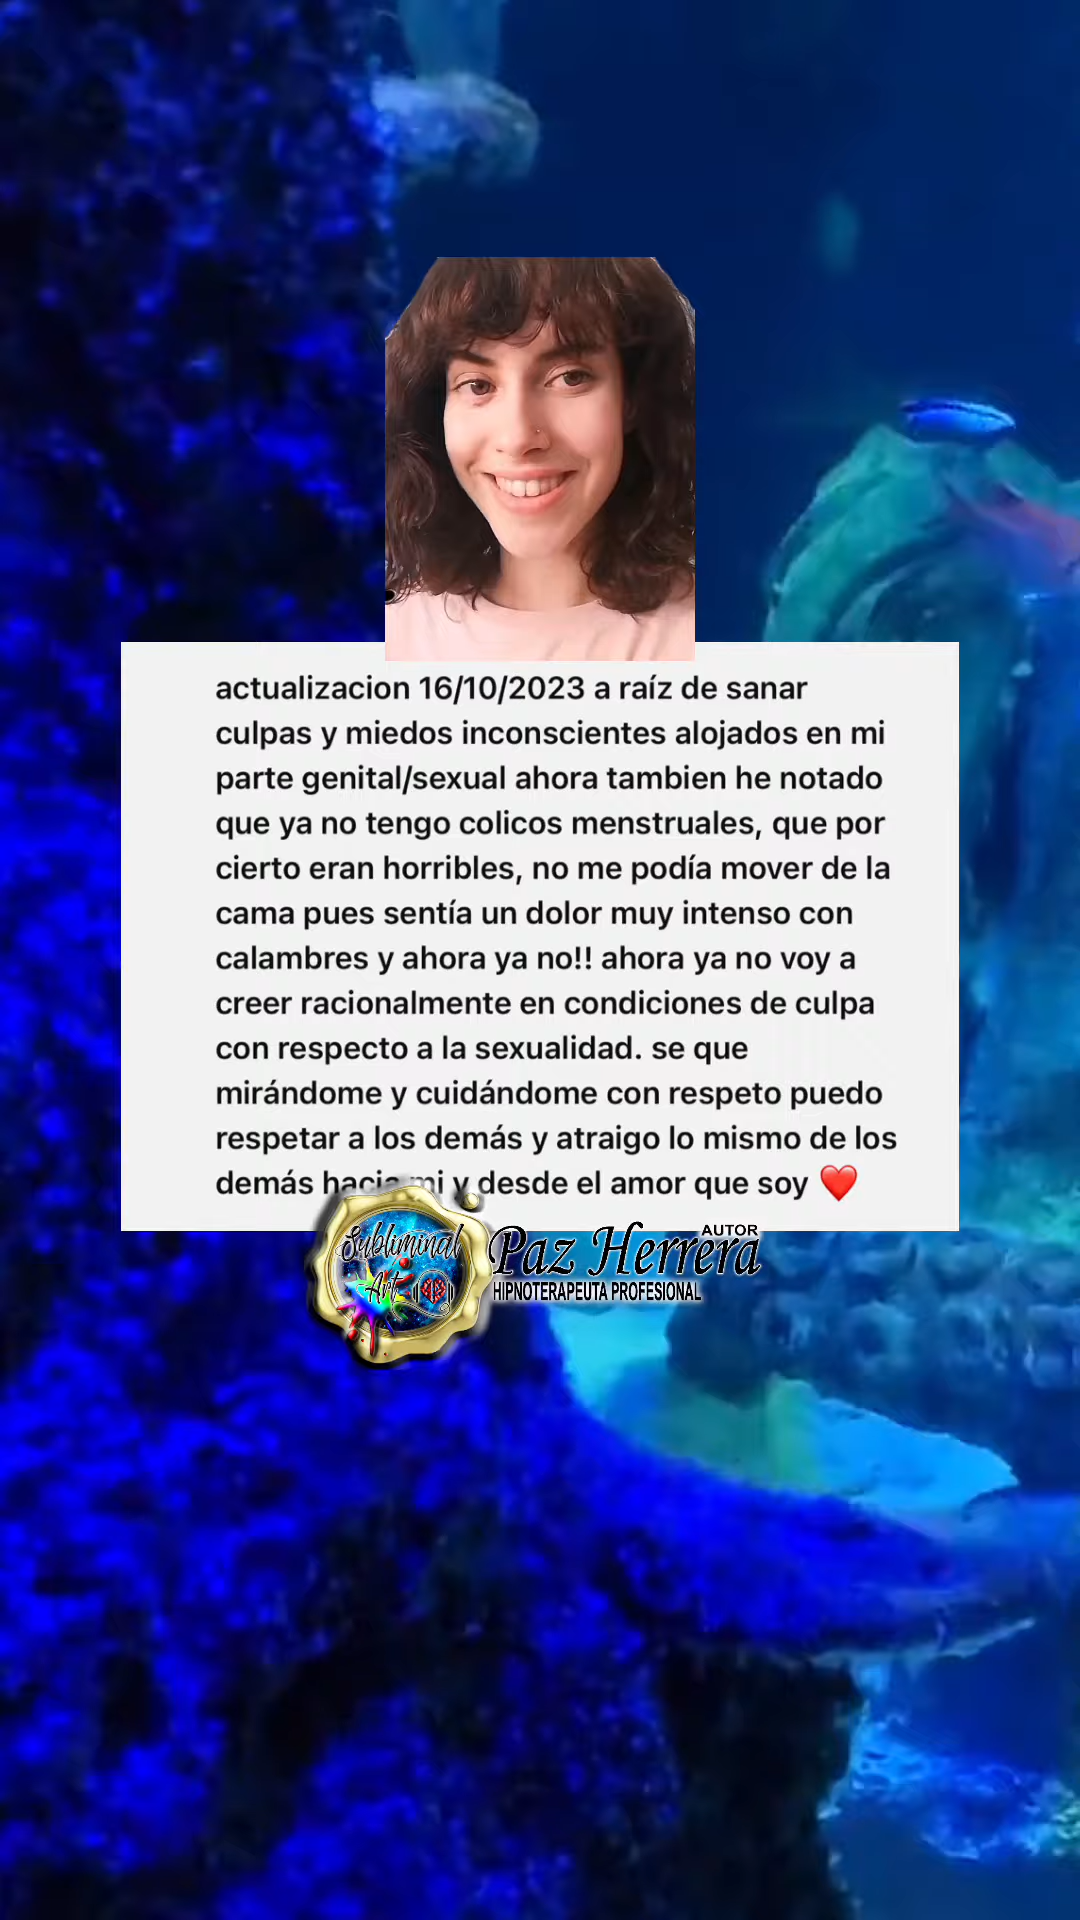 actualizacion 16/10/2023 a raíz de sanar
culpas y miedos inconscientes alojados en mi
parte genital/sexual ahora tambien he notado
que ya no tengo colicos menstruales, que por
cierto eran horribles, no me podía mover de la
cama pues sentía un dolor muy intenso con
calambres y ahora ya no!! ahora ya no voy a
creer racionalmente en condiciones de culpa
con respecto a la sexualidad. se que
mirándome y cuidándome con respeto puedo
respetar a los demás y atraigo lo mismo de los
demás hacia mi y desde el amor que soy ❤️
Subliminal
Art
AUTOR
Paz Herrera
HIPNOTERAPEUTA PROFESIONAL